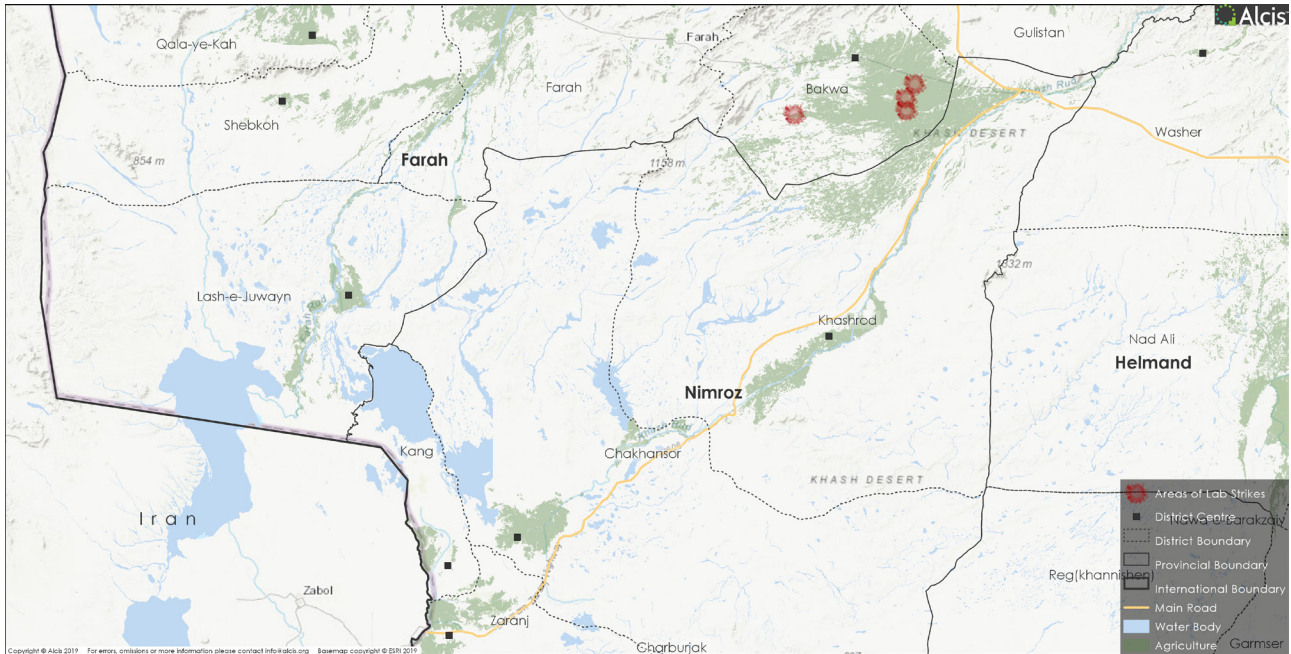 Alcis
Qala-ye-Kah
Farah
Gulistan
Farah
Bakwa
Shebkoh
KHASH DESERT
Washer
854 m
Farah
1158 m
1332 m
Lash-e-Juwayn
Khashrod
Nad Ali
Helmand
Nimroz
Kang
Chakhansor
KHASH DESERT
Iran
Areas of Lab Strikes
District Centre
District Boundary
Provincial Boundary
Reg(khannishen)
International Boundary
Zabol
Main Road
Zaranj
Water Body
Charburjak
Agriculture
Garmser
Copyright © Alcis 2019 For errors, omissions or more information please contact info@alcis.org Basemap copyright © ESRI 2019